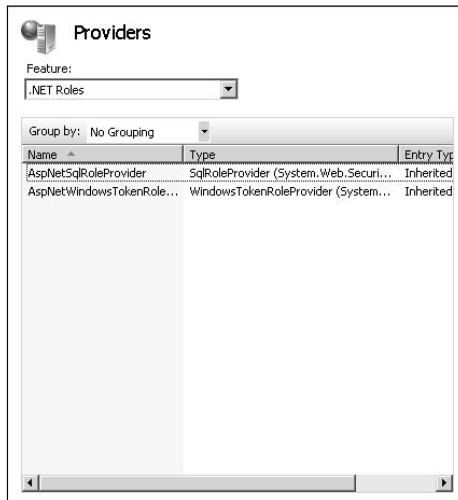 Providers
Feature:
.NET Roles
Group by: No Grouping
Name Type Entry Typ
AspNetSqlRoleProvider SqlRoleProvider (System.Web.Securi... Inherited
AspNetWindowsTokenRole... WindowsTokenRoleProvider (System... Inherited